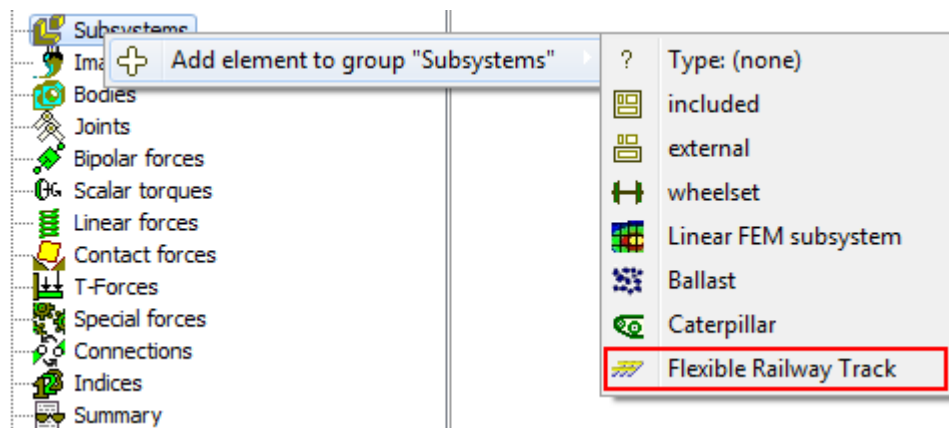 Subsystems
Add element to group "Subsystems"
Ima
Bodies
Joints
Bipolar forces
Scalar torques
Linear forces
Contact forces
T-Forces
Special forces
Connections
Indices
Summary
? Type: (none)
included
external
wheelset
Linear FEM subsystem
Ballast
Caterpillar
Flexible Railway Track